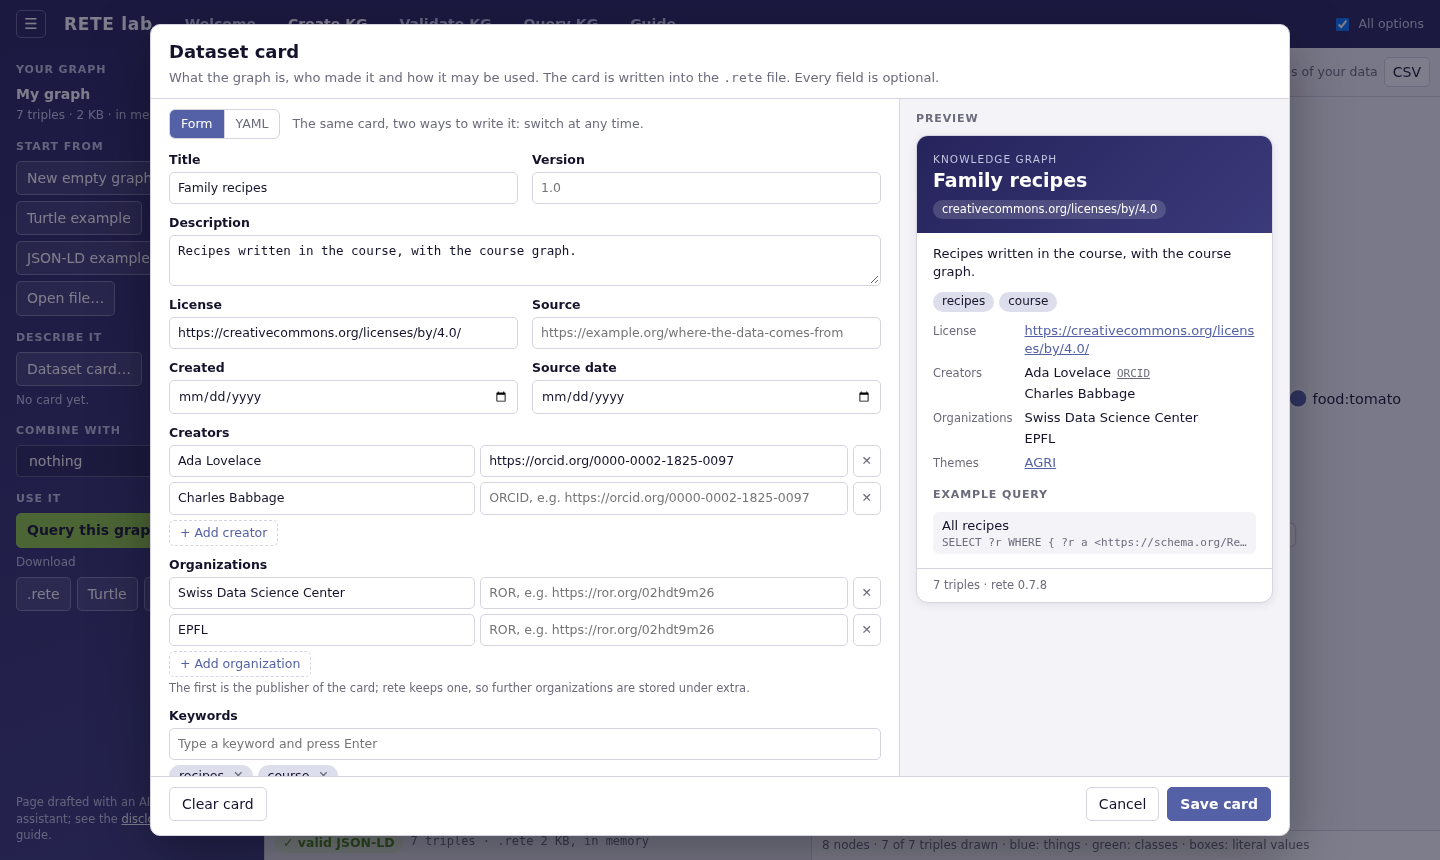 ☰ RETE lab Welcome Create KG Validate KG Query KG Guide All options
YOUR GRAPH
My graph
7 triples · 2 KB · in me
START FROM
New empty graph
Turtle example
JSON-LD example
Open file…
DESCRIBE IT
Dataset card…
No card yet.
COMBINE WITH
nothing
USE IT
Query this grap
Download
.rete Turtle
Page drafted with an AI
assistant; see the disclo
guide.
Dataset card
What the graph is, who made it and how it may be used. The card is written into the .rete file. Every field is optional.
Form YAML The same card, two ways to write it: switch at any time.
Title Version
Family recipes 1.0
Description
Recipes written in the course, with the course graph.
License Source
https://creativecommons.org/licenses/by/4.0/ https://example.org/where-the-data-comes-from
Created Source date
mm/dd/yyyy mm/dd/yyyy
Creators
Ada Lovelace https://orcid.org/0000-0002-1825-0097 ×
Charles Babbage ORCID, e.g. https://orcid.org/0000-0002-1825-0097 ×
+ Add creator
Organizations
Swiss Data Science Center ROR, e.g. https://ror.org/02hdt9m26 ×
EPFL ROR, e.g. https://ror.org/02hdt9m26 ×
+ Add organization
The first is the publisher of the card; rete keeps one, so further organizations are stored under extra.
Keywords
Type a keyword and press Enter
recipes × course ×
Clear card Cancel Save card
PREVIEW
KNOWLEDGE GRAPH
Family recipes
creativecommons.org/licenses/by/4.0
Recipes written in the course, with the course
graph.
recipes course
License https://creativecommons.org/licens
es/by/4.0/
Creators Ada Lovelace ORCID
Charles Babbage
Organizations Swiss Data Science Center
EPFL
Themes AGRI
EXAMPLE QUERY
All recipes
SELECT ?r WHERE { ?r a <https://schema.org/Re…
7 triples · rete 0.7.8
s of your data CSV
food:tomato
✓ valid JSON-LD 7 triples · .rete 2 KB, in memory
8 nodes · 7 of 7 triples drawn · blue: things · green: classes · boxes: literal values